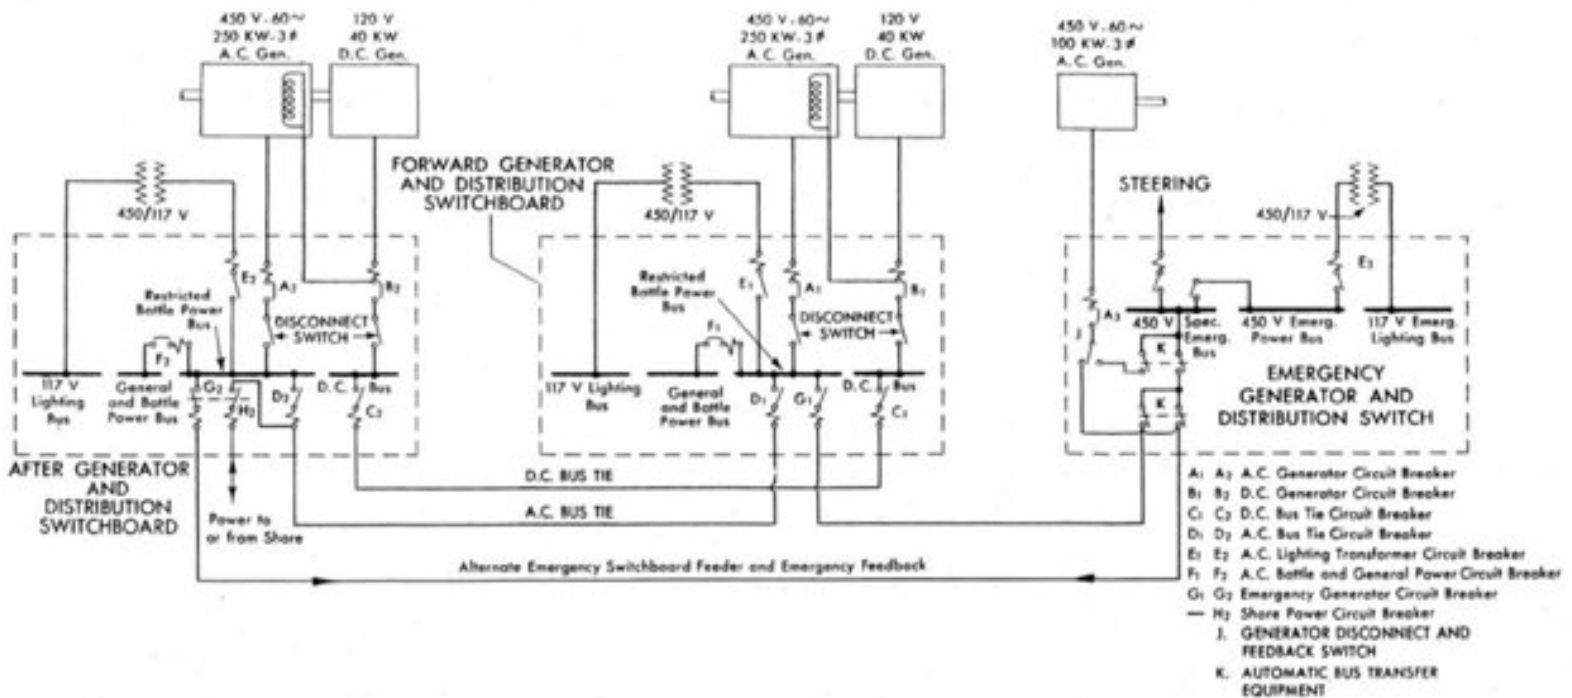 450 V-60~
250 KW-3ø
A.C. Gen.
120 V
40 KW
D.C. Gen.
450 V-60~
250 KW-3ø
A.C. Gen.
120 V
40 KW
D.C. Gen.
450 V-60~
100 KW-3ø
A.C. Gen.
450/117 V
FORWARD GENERATOR
AND DISTRIBUTION
SWITCHBOARD
450/117 V
STEERING
450/117 V
E2
A2
B2
Restricted
Battle Power
Bus
DISCONNECT
SWITCH
F2
117 V
Lighting
Bus
General
and Battle
Power Bus
G2
H2
D2
D.C. Bus
C2
Restricted
Battle Power
Bus
E1
A1
B1
DISCONNECT
SWITCH
F1
117 V Lighting
Bus
General
and Battle
Power Bus
D1
G1
D.C. Bus
C1
A3
J
E3
450 V
Spec.
Emerg.
Bus
450 V Emerg.
Power Bus
117 V Emerg.
Lighting Bus
K
K
EMERGENCY
GENERATOR AND
DISTRIBUTION SWITCH
AFTER GENERATOR
AND
DISTRIBUTION
SWITCHBOARD
Power to
or from Shore
D.C. BUS TIE
A.C. BUS TIE
Alternate Emergency Switchboard Feeder and Emergency Feedback
A1 A2 A.C. Generator Circuit Breaker
B1 B2 D.C. Generator Circuit Breaker
C1 C2 D.C. Bus Tie Circuit Breaker
D1 D2 A.C. Bus Tie Circuit Breaker
E1 E2 A.C. Lighting Transformer Circuit Breaker
F1 F2 A.C. Battle and General Power Circuit Breaker
G1 G2 Emergency Generator Circuit Breaker
— H2 Shore Power Circuit Breaker
J. GENERATOR DISCONNECT AND
FEEDBACK SWITCH
K. AUTOMATIC BUS TRANSFER
EQUIPMENT